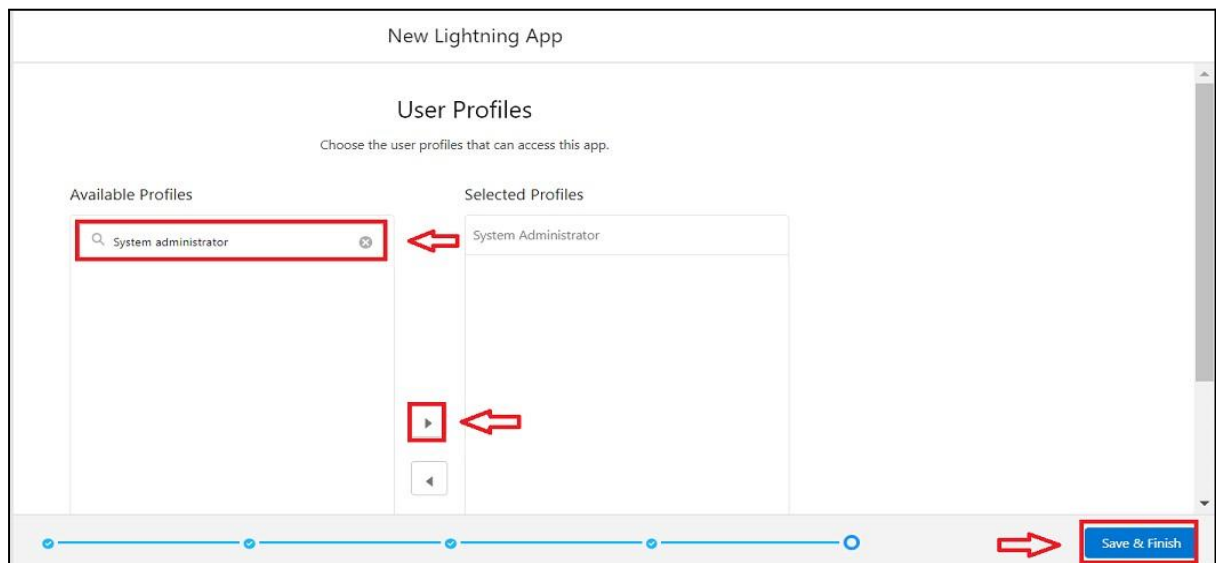 New Lightning App
User Profiles
Choose the user profiles that can access this app.
Available Profiles
Selected Profiles
System administrator
System Administrator
Save & Finish